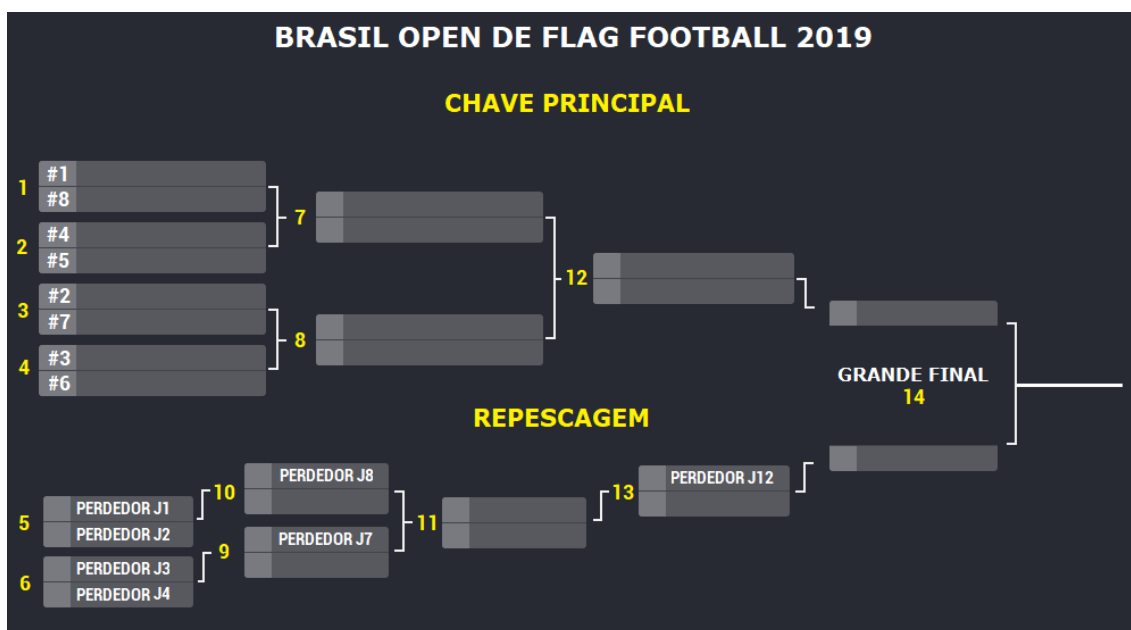 BRASIL OPEN DE FLAG FOOTBALL 2019
CHAVE PRINCIPAL
1
#1
#8
2
#4
#5
3
#2
#7
4
#3
#6
7
8
12
GRANDE FINAL
14
REPESCAGEM
5
PERDEDOR J1
PERDEDOR J2
6
PERDEDOR J3
PERDEDOR J4
10
PERDEDOR J8
9
PERDEDOR J7
11
13
PERDEDOR J12